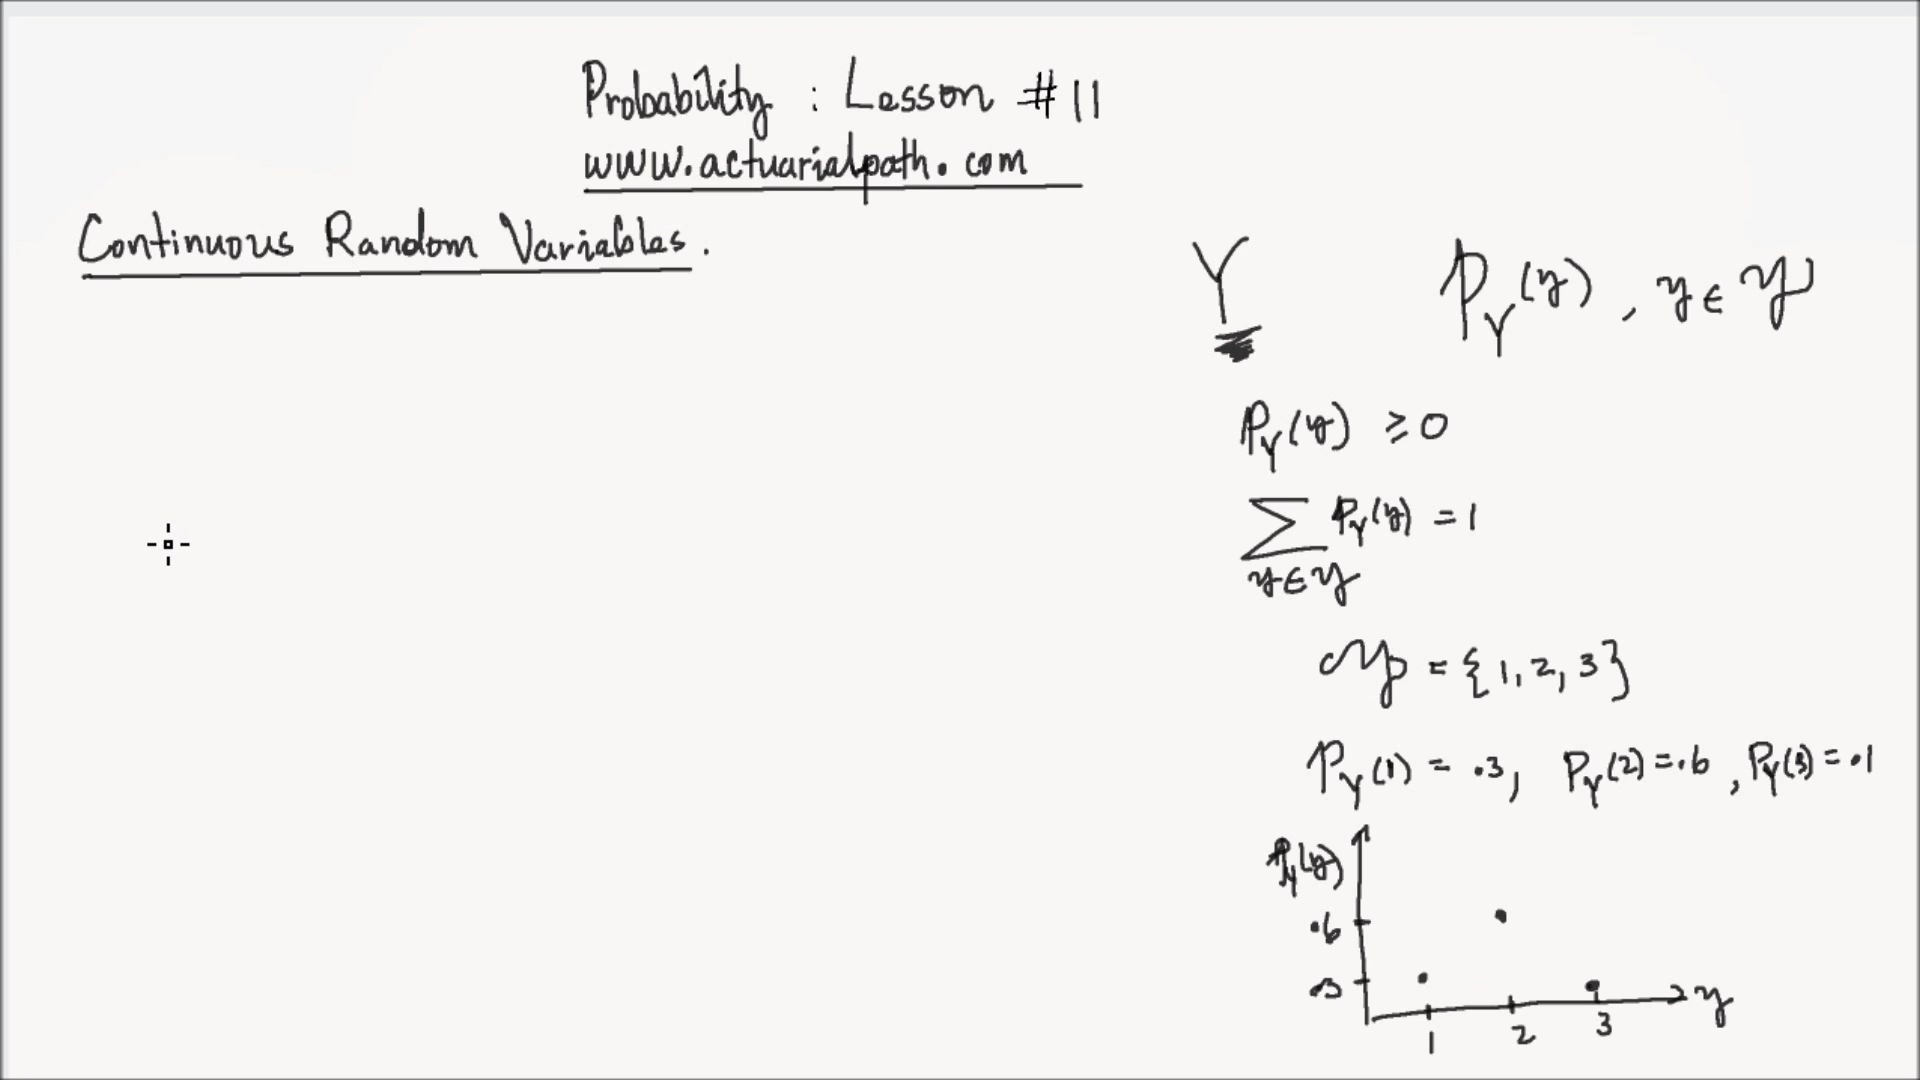 Probability : Lesson #11
www.actuarialpath.com
Continuous Random Variables.
Y P_Y(y), y ∈ 𝒴
P_Y(y) ≥ 0
∑ P_Y(y) = 1
y ∈ 𝒴
𝒴 = {1, 2, 3}
P_Y(1) = .3, P_Y(2) = .6, P_Y(3) = .1
P_Y(y)
.6
.3
y
1 2 3